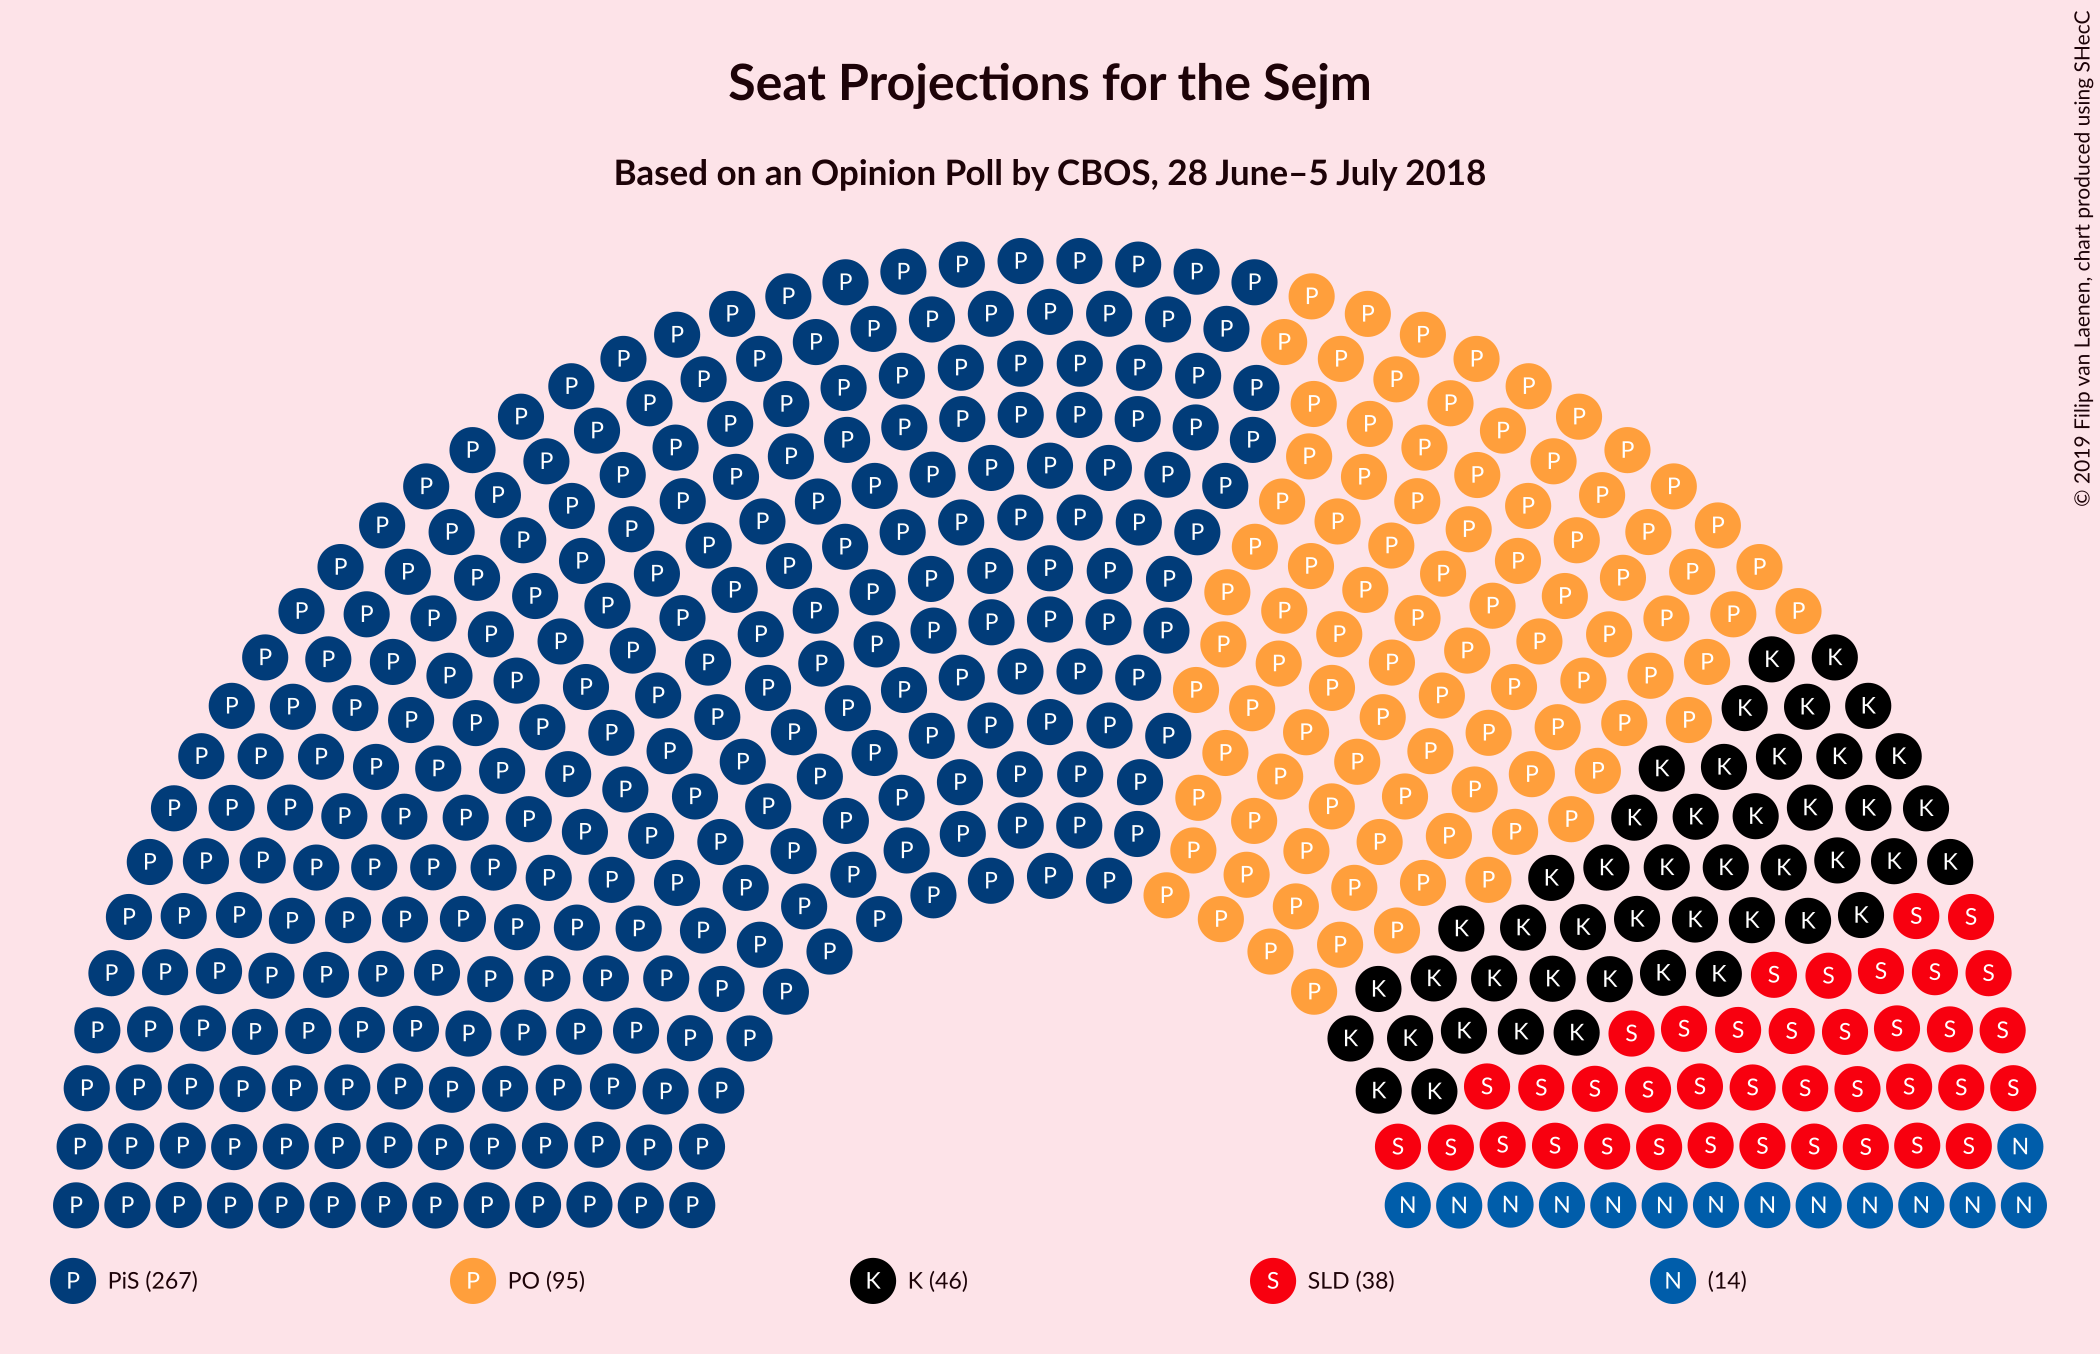 Seat Projections for the Sejm
Based on an Opinion Poll by CBOS, 28 June–5 July 2018
© 2019 Filip van Laenen, chart produced using SHecC
P PiS (267) P PO (95) K K (46) S SLD (38) N (14)